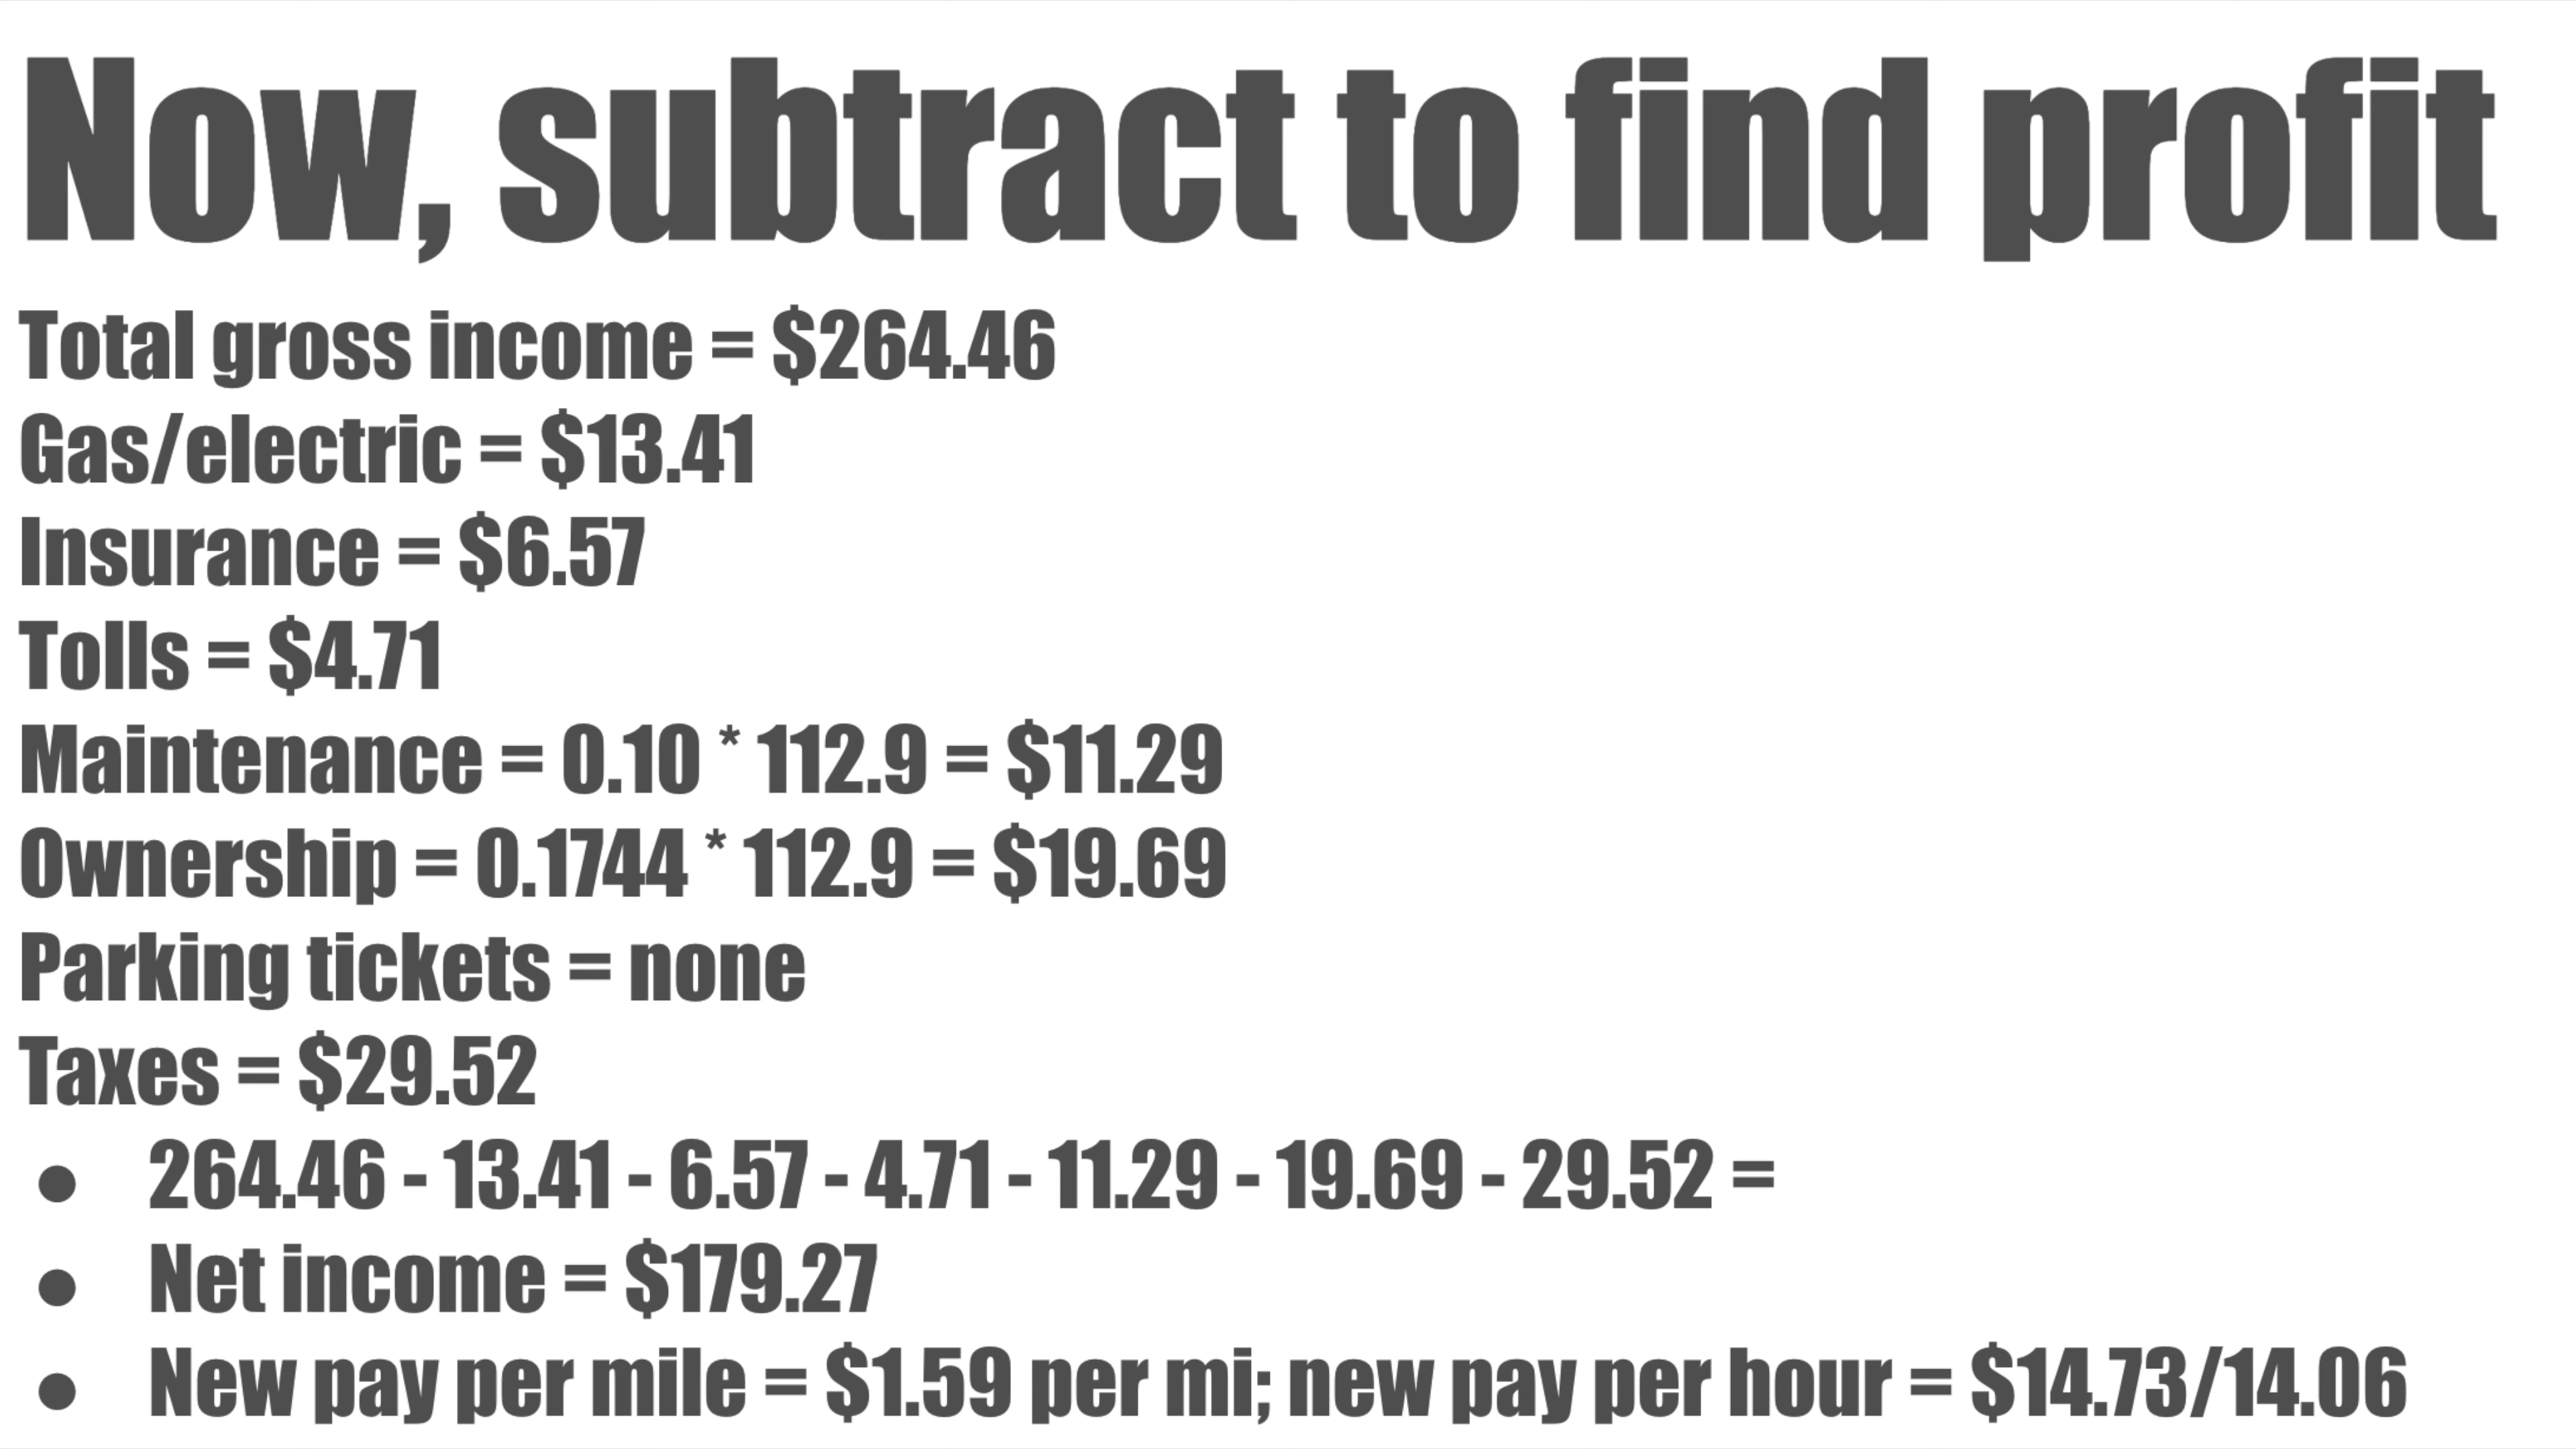 Now, subtract to find profit
Total gross income = $264.46
Gas/electric = $13.41
Insurance = $6.57
Tolls = $4.71
Maintenance = 0.10 * 112.9 = $11.29
Ownership = 0.1744 * 112.9 = $19.69
Parking tickets = none
Taxes = $29.52
● 264.46 - 13.41 - 6.57 - 4.71 - 11.29 - 19.69 - 29.52 =
● Net income = $179.27
● New pay per mile = $1.59 per mi; new pay per hour = $14.73/14.06